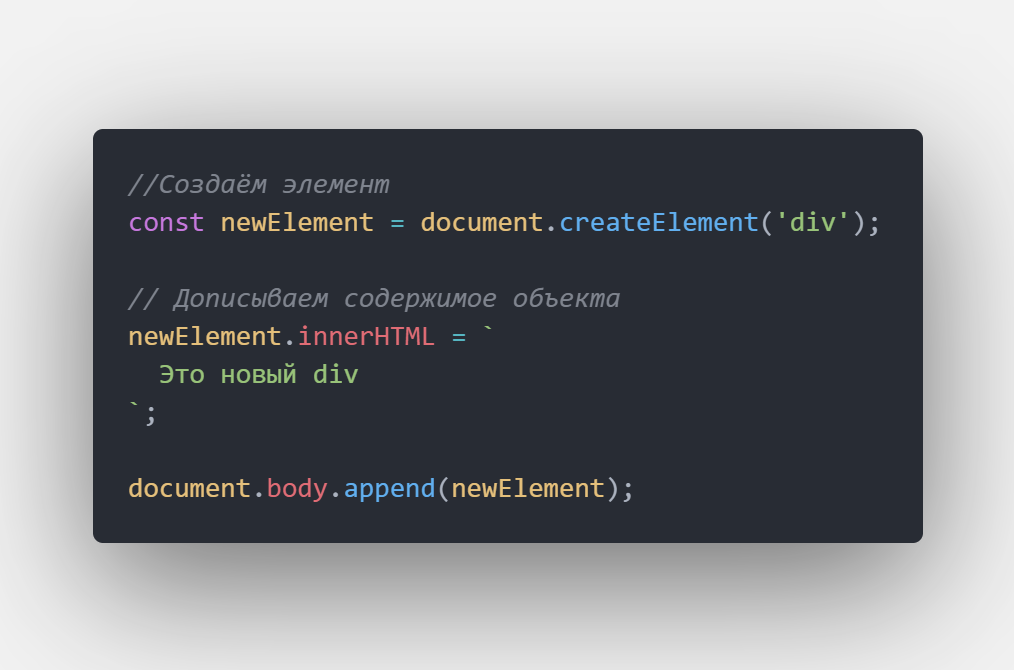 //Создаём элемент
const newElement = document.createElement('div');
// Дописываем содержимое объекта
newElement.innerHTML = `
  Это новый div
`;
document.body.append(newElement);